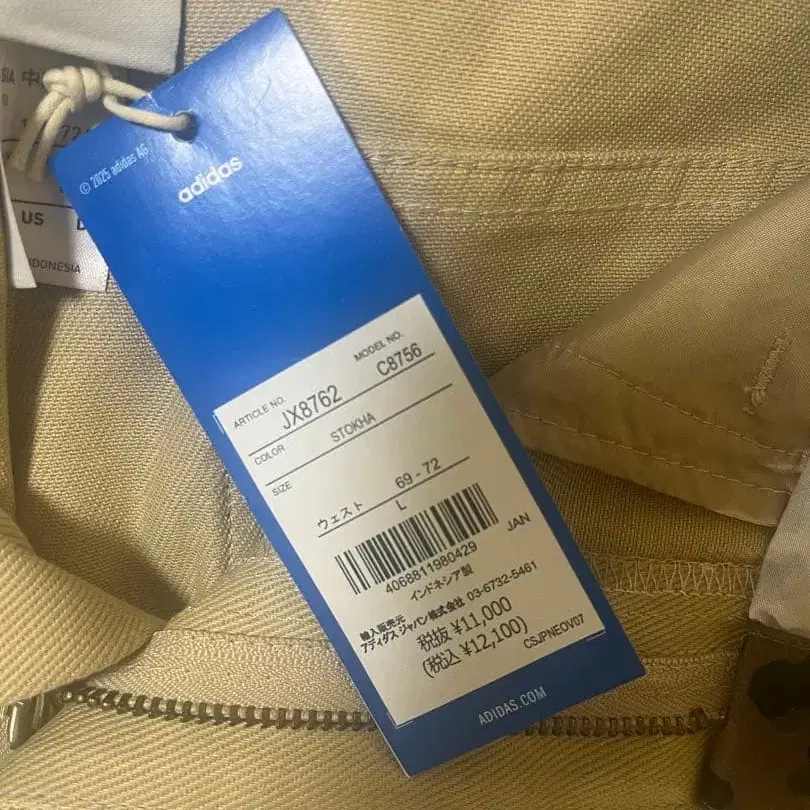 © 2025 adidas AG
adidas
ARTICLE NO. JX8762
MODEL NO. C8756
COLOR STOKHA
SIZE
ウェスト 69-72
L
JAN
4068811980429
インドネシア製
輸入販売元
アディダス ジャパン株式会社 03-6732-5461
税抜 ¥11,000
(税込 ¥12,100)
CSJPNEOV07
ADIDAS.COM
US